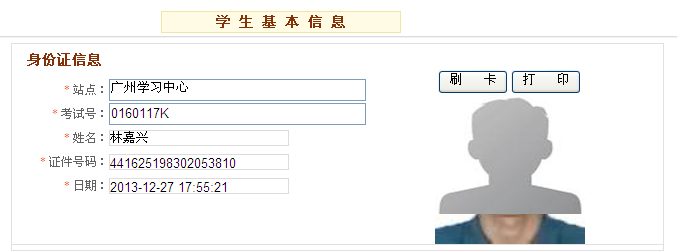 学生基本信息
身份证信息
*站点：广州学习中心
刷 卡 打 印
*考试号：0160117K
*姓名：林嘉兴
*证件号码：441625198302053810
*日期：2013-12-27 17:55:21